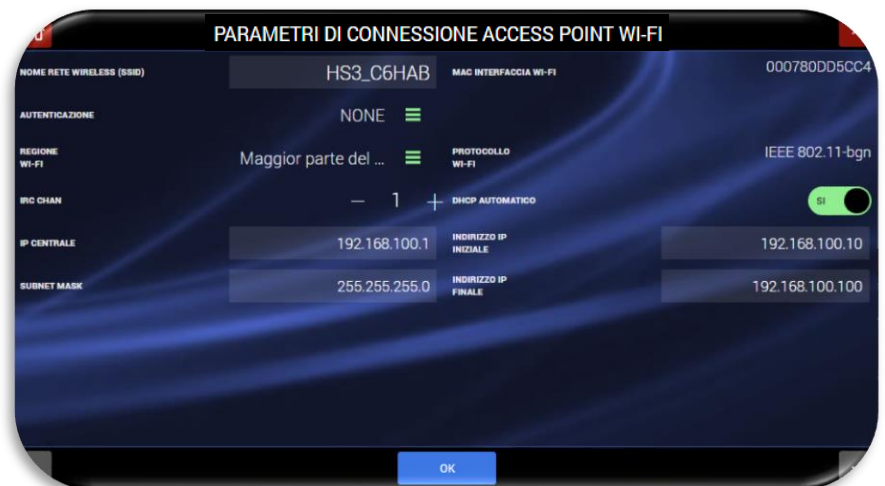 PARAMETRI DI CONNESSIONE ACCESS POINT WI-FI
NOME RETE WIRELESS (SSID)
HS3_C6HAB
MAC INTERFACCIA WI-FI
000780DD5CC4
AUTENTICAZIONE
NONE
REGIONE
WI-FI
Maggior parte del ...
PROTOCOLLO
WI-FI
IEEE 802.11-bgn
IRC CHAN
— 1 +
DHCP AUTOMATICO
SI
IP CENTRALE
192.168.100.1
INDIRIZZO IP
INIZIALE
192.168.100.10
SUBNET MASK
255.255.255.0
INDIRIZZO IP
FINALE
192.168.100.100
OK